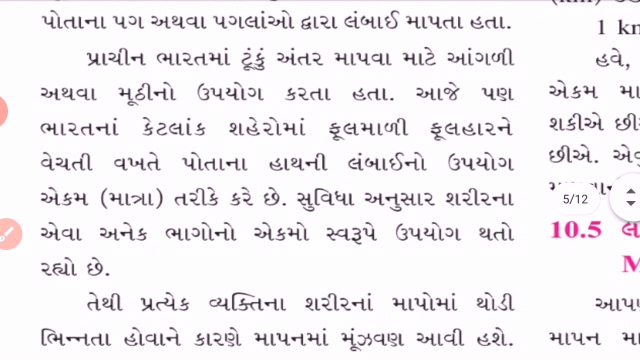 પોતાના પગ અથવા પગલાંઓ દ્વારા લંબાઈ માપતા હતા.
પ્રાચીન ભારતમાં ટૂંકું અંતર માપવા માટે આંગળી
અથવા મૂઠીનો ઉપયોગ કરતા હતા. આજે પણ
ભારતનાં કેટલાંક શહેરોમાં ફૂલમાળી ફૂલહારને
વેચતી વખતે પોતાના હાથની લંબાઈનો ઉપયોગ
એકમ (માત્રા) તરીકે કરે છે. સુવિધા અનુસાર શરીરના
એવા અનેક ભાગોનો એકમો સ્વરૂપે ઉપયોગ થતો
રહ્યો છે.
તેથી પ્રત્યેક વ્યક્તિના શરીરનાં માપોમાં થોડી
ભિન્નતા હોવાને કારણે માપનમાં મૂંઝવણ આવી હશે.
1 km
હવે,
એકમ
શકીએ
છીએ.
5/12
10.5
M
માપન